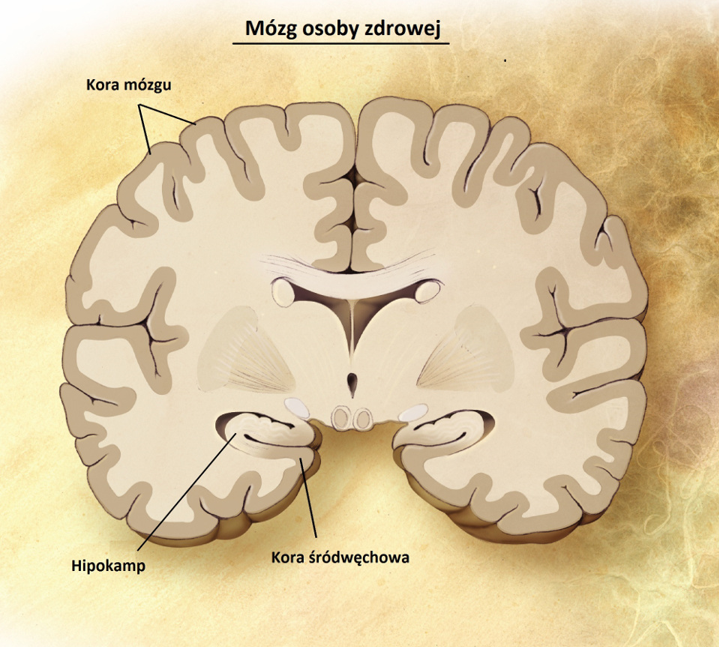 Mózg osoby zdrowej
Kora mózgu
Hipokamp
Kora śródwęchowa